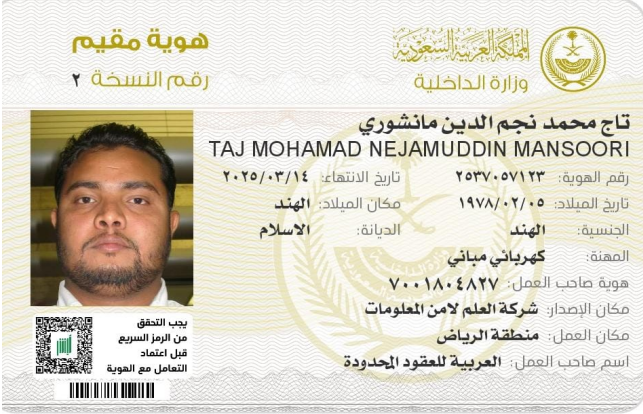 المملكة العربية السعودية
وزارة الداخلية
هوية مقيم
رقم النسخة ٢
تاج محمد نجم الدين مانشوري
TAJ MOHAMAD NEJAMUDDIN MANSOORI
رقم الهوية: ٢٥٣٧٠٥٧١٢٣ تاريخ الانتهاء: ٢٠٢٥/٠٣/١٤
تاريخ الميلاد: ١٩٧٨/٠٢/٠٥ مكان الميلاد: الهند
الجنسية: الهند الديانة: الاسلام
المهنة: كهربائي مباني
هوية صاحب العمل: ٧٠٠١٨٠٤٨٢٧
مكان الإصدار: شركة العلم لامن المعلومات
مكان العمل: منطقة الرياض
اسم صاحب العمل: العربية للعقود المحدودة
يجب التحقق
من الرمز السريع
قبل اعتماد
التعامل مع الهوية